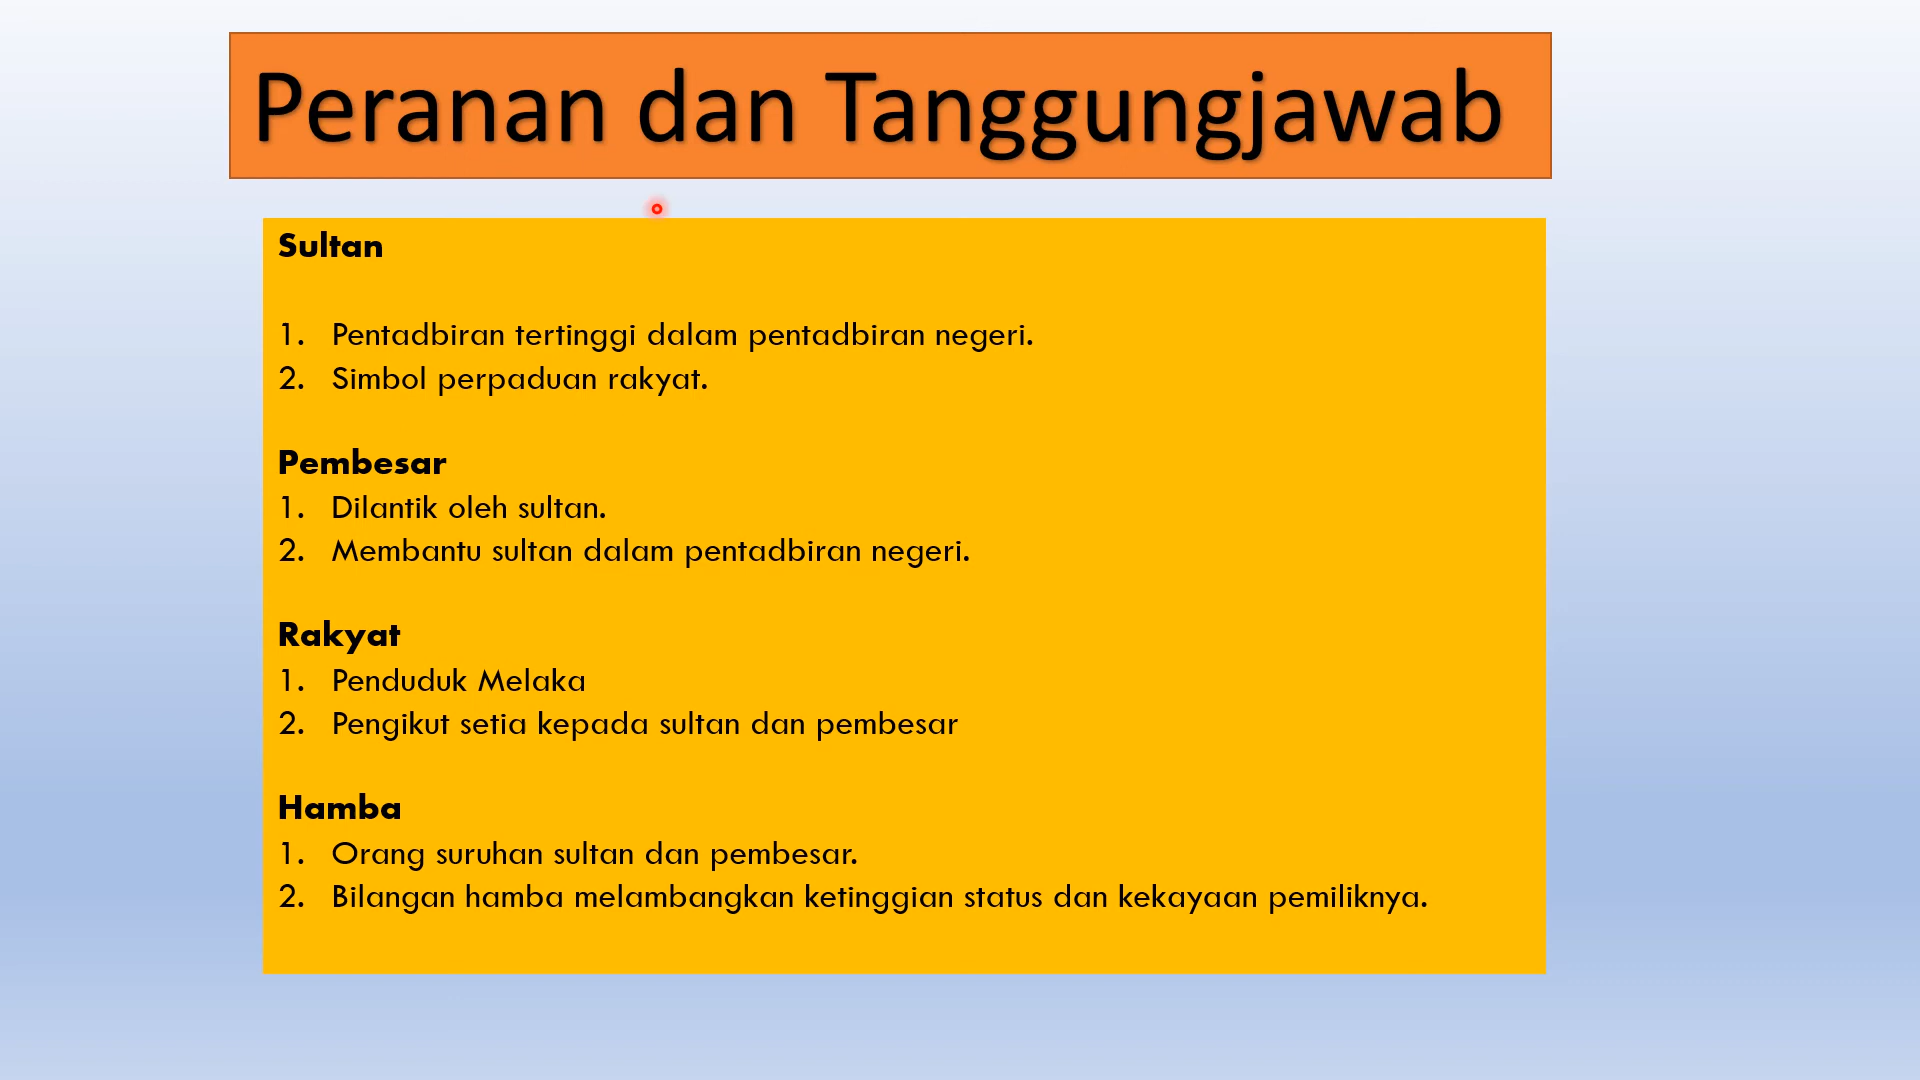 Peranan dan Tanggungjawab
Sultan
1. Pentadbiran tertinggi dalam pentadbiran negeri.
2. Simbol perpaduan rakyat.
Pembesar
1. Dilantik oleh sultan.
2. Membantu sultan dalam pentadbiran negeri.
Rakyat
1. Penduduk Melaka
2. Pengikut setia kepada sultan dan pembesar
Hamba
1. Orang suruhan sultan dan pembesar.
2. Bilangan hamba melambangkan ketinggian status dan kekayaan pemiliknya.